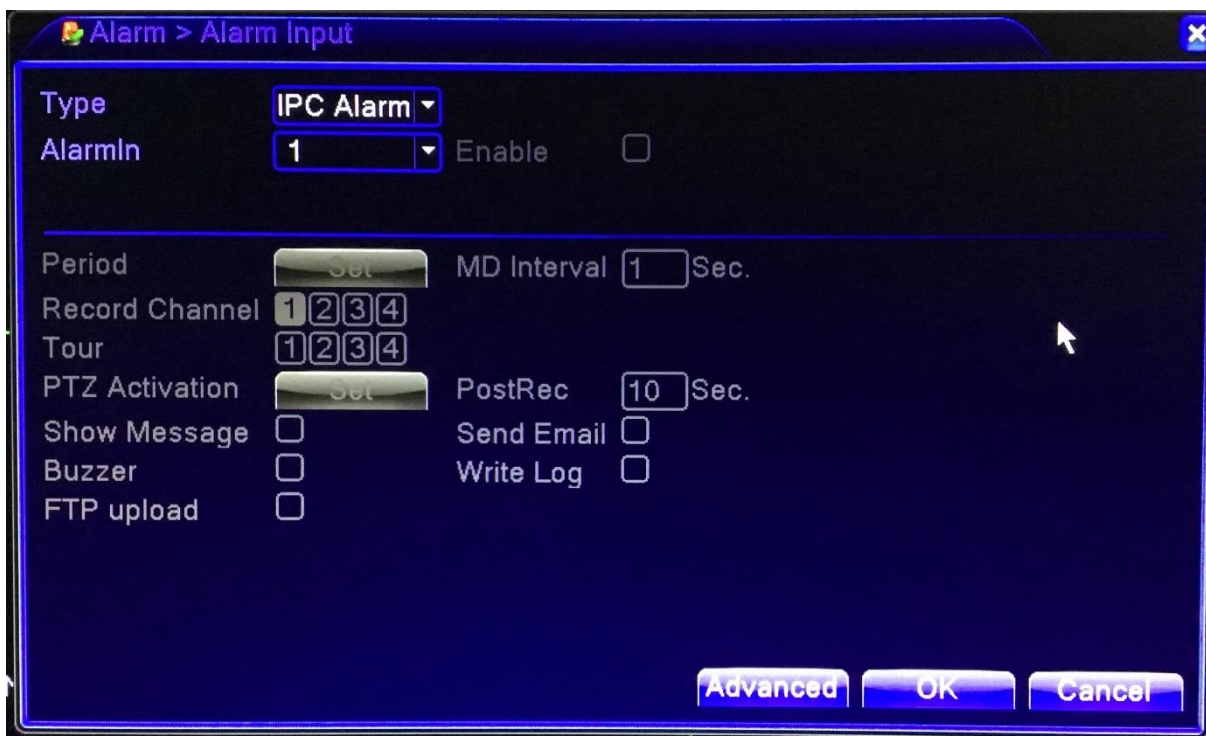 Alarm > Alarm Input
Type IPC Alarm
AlarmIn 1 Enable
Period Set MD Interval 1 Sec.
Record Channel 1 2 3 4
Tour 1 2 3 4
PTZ Activation Set PostRec 10 Sec.
Show Message Send Email
Buzzer Write Log
FTP upload
Advanced OK Cancel